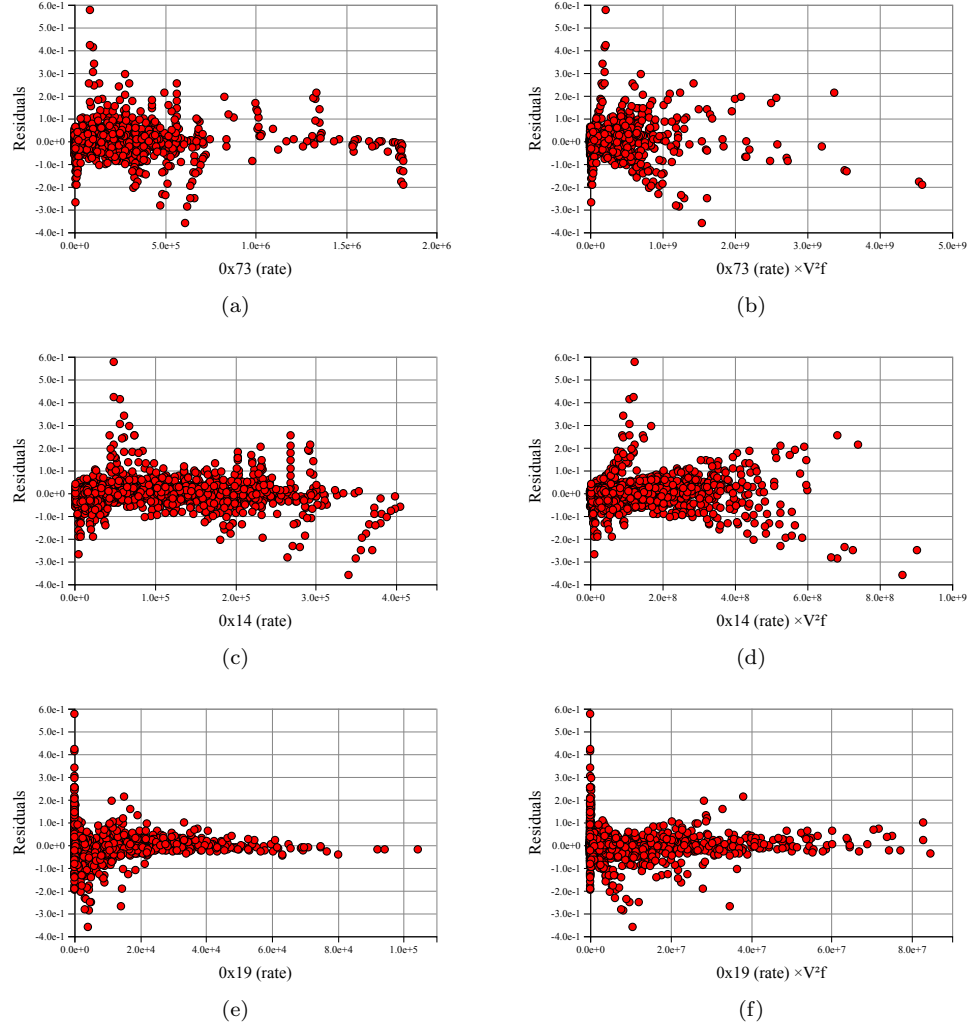 6.0e-1
5.0e-1
4.0e-1
3.0e-1
2.0e-1
1.0e-1
0.0e+0
-1.0e-1
-2.0e-1
-3.0e-1
-4.0e-1
Residuals
0.0e+0 5.0e+5 1.0e+6 1.5e+6 2.0e+6
0x73 (rate)
(a)
6.0e-1
5.0e-1
4.0e-1
3.0e-1
2.0e-1
1.0e-1
0.0e+0
-1.0e-1
-2.0e-1
-3.0e-1
-4.0e-1
Residuals
0.0e+0 1.0e+9 2.0e+9 3.0e+9 4.0e+9 5.0e+9
0x73 (rate) ×V²f
(b)
6.0e-1
5.0e-1
4.0e-1
3.0e-1
2.0e-1
1.0e-1
0.0e+0
-1.0e-1
-2.0e-1
-3.0e-1
-4.0e-1
Residuals
0.0e+0 1.0e+5 2.0e+5 3.0e+5 4.0e+5
0x14 (rate)
(c)
6.0e-1
5.0e-1
4.0e-1
3.0e-1
2.0e-1
1.0e-1
0.0e+0
-1.0e-1
-2.0e-1
-3.0e-1
-4.0e-1
Residuals
0.0e+0 2.0e+8 4.0e+8 6.0e+8 8.0e+8 1.0e+9
0x14 (rate) ×V²f
(d)
6.0e-1
5.0e-1
4.0e-1
3.0e-1
2.0e-1
1.0e-1
0.0e+0
-1.0e-1
-2.0e-1
-3.0e-1
-4.0e-1
Residuals
0.0e+0 2.0e+4 4.0e+4 6.0e+4 8.0e+4 1.0e+5
0x19 (rate)
(e)
6.0e-1
5.0e-1
4.0e-1
3.0e-1
2.0e-1
1.0e-1
0.0e+0
-1.0e-1
-2.0e-1
-3.0e-1
-4.0e-1
Residuals
0.0e+0 2.0e+7 4.0e+7 6.0e+7 8.0e+7
0x19 (rate) ×V²f
(f)